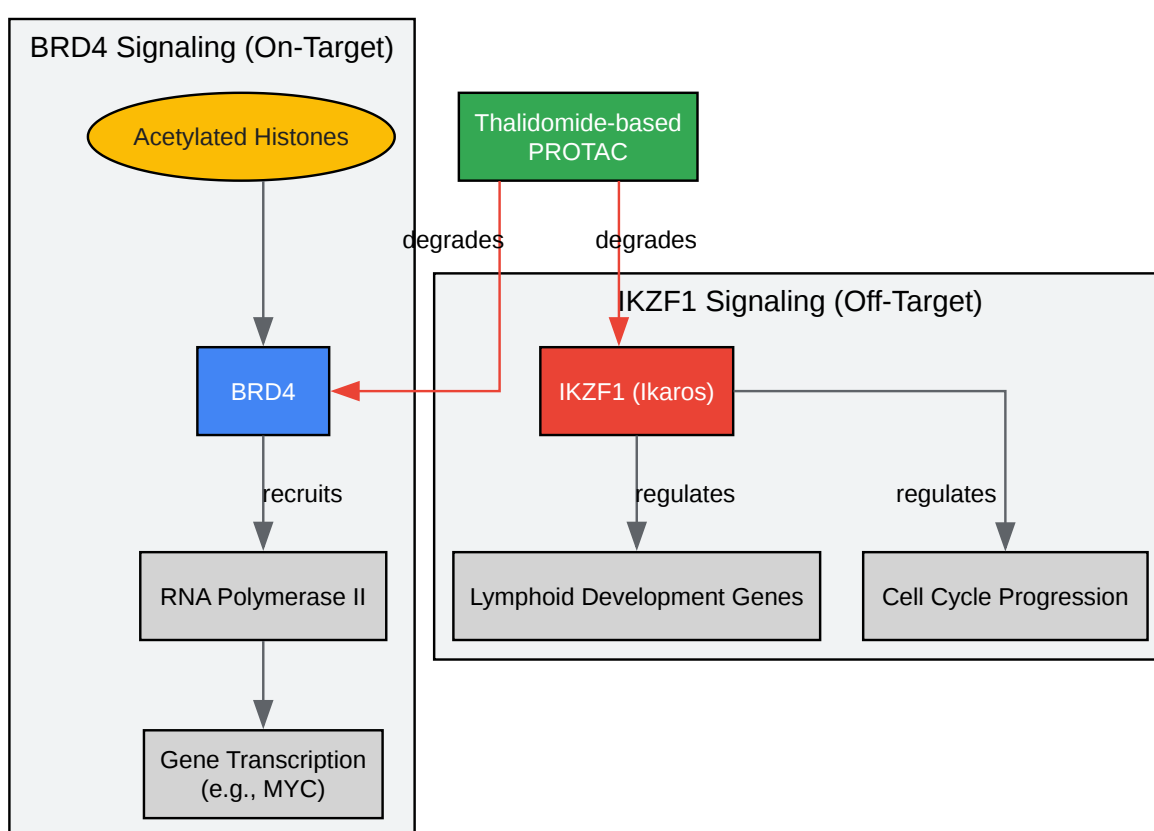 BRD4 Signaling (On-Target)
Acetylated Histones
Thalidomide-based
PROTAC
degrades
degrades
IKZF1 Signaling (Off-Target)
BRD4
IKZF1 (Ikaros)
recruits
regulates
regulates
RNA Polymerase II
Lymphoid Development Genes
Cell Cycle Progression
Gene Transcription
(e.g., MYC)